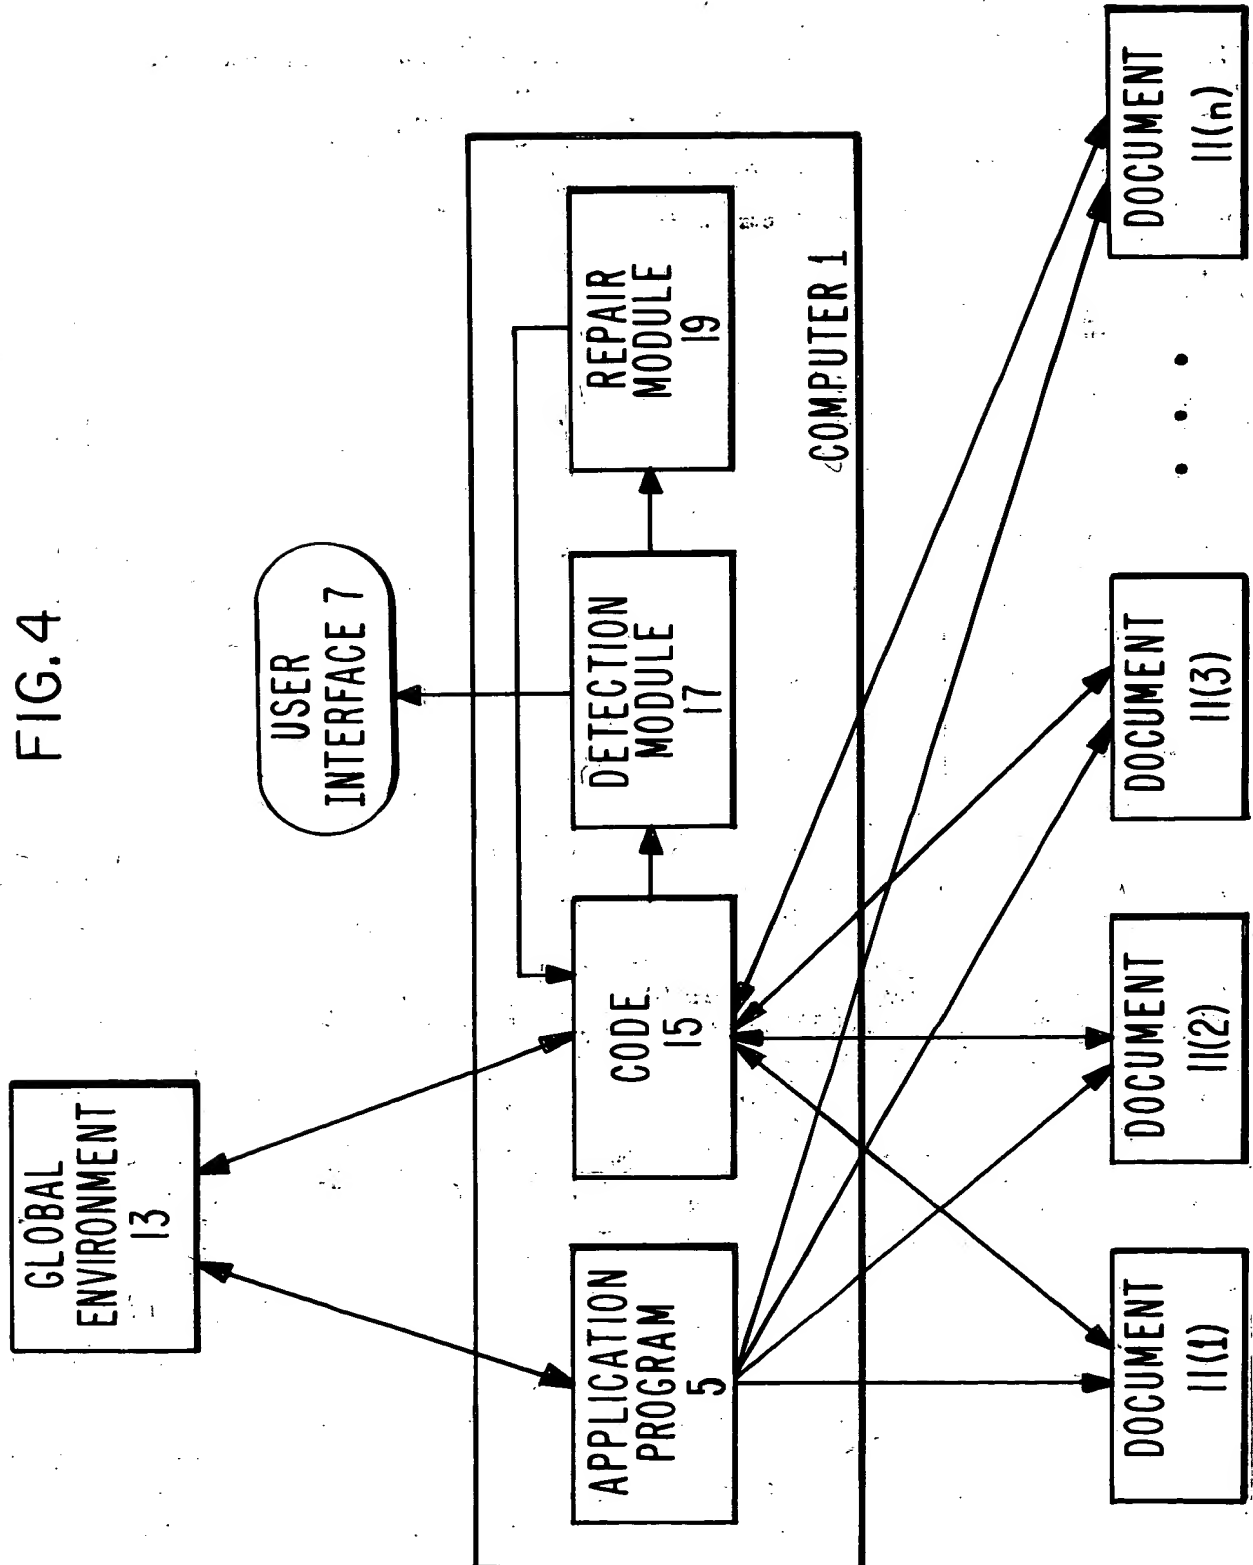 FIG. 4
GLOBAL
ENVIRONMENT
13
USER
INTERFACE 7
APPLICATION
PROGRAM
5
CODE
15
DETECTION
MODULE
17
REPAIR
MODULE
19
COMPUTER 1
DOCUMENT
11(1)
DOCUMENT
11(2)
DOCUMENT
11(3)
• • •
DOCUMENT
11(n)